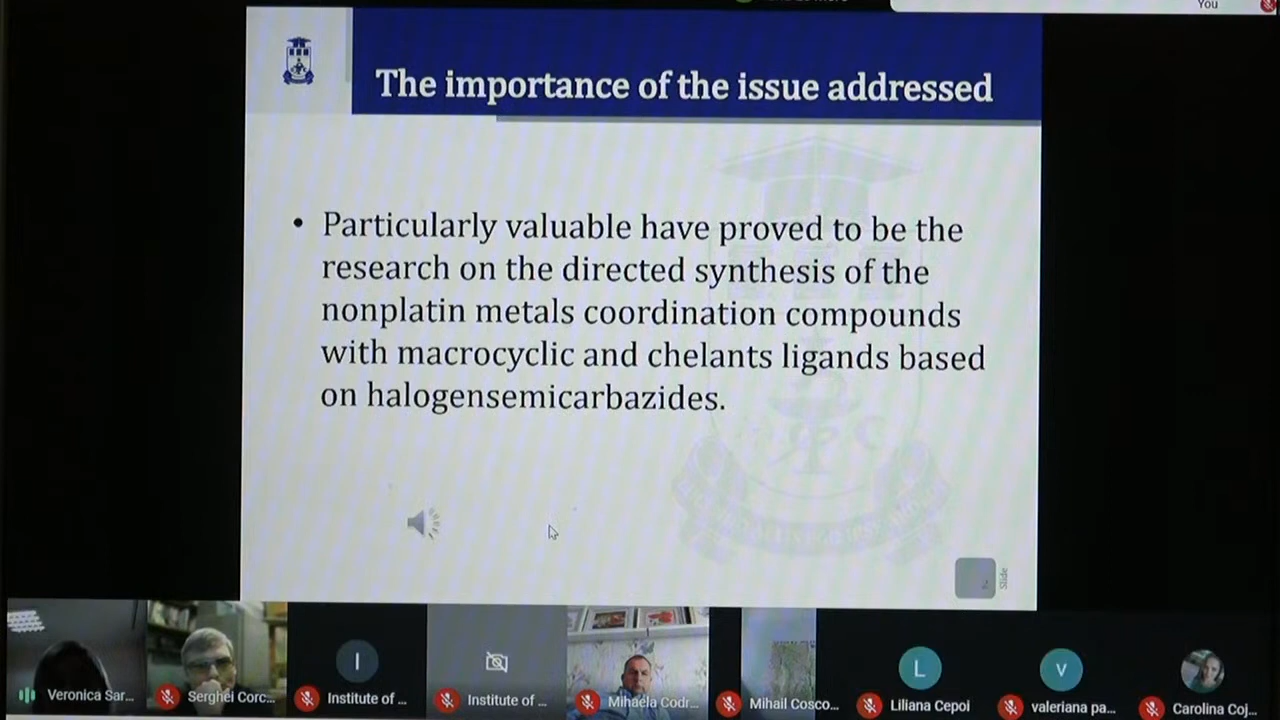 You
The importance of the issue addressed
• Particularly valuable have proved to be the
research on the directed synthesis of the
nonplatin metals coordination compounds
with macrocyclic and chelants ligands based
on halogensemicarbazides.
Slide
Veronica Sar...
Serghei Corc...
I
Institute of ...
Institute of ...
Mihaela Codr...
Mihail Cosco...
L
Liliana Cepoi
v
valeriana pa...
Carolina Coj...